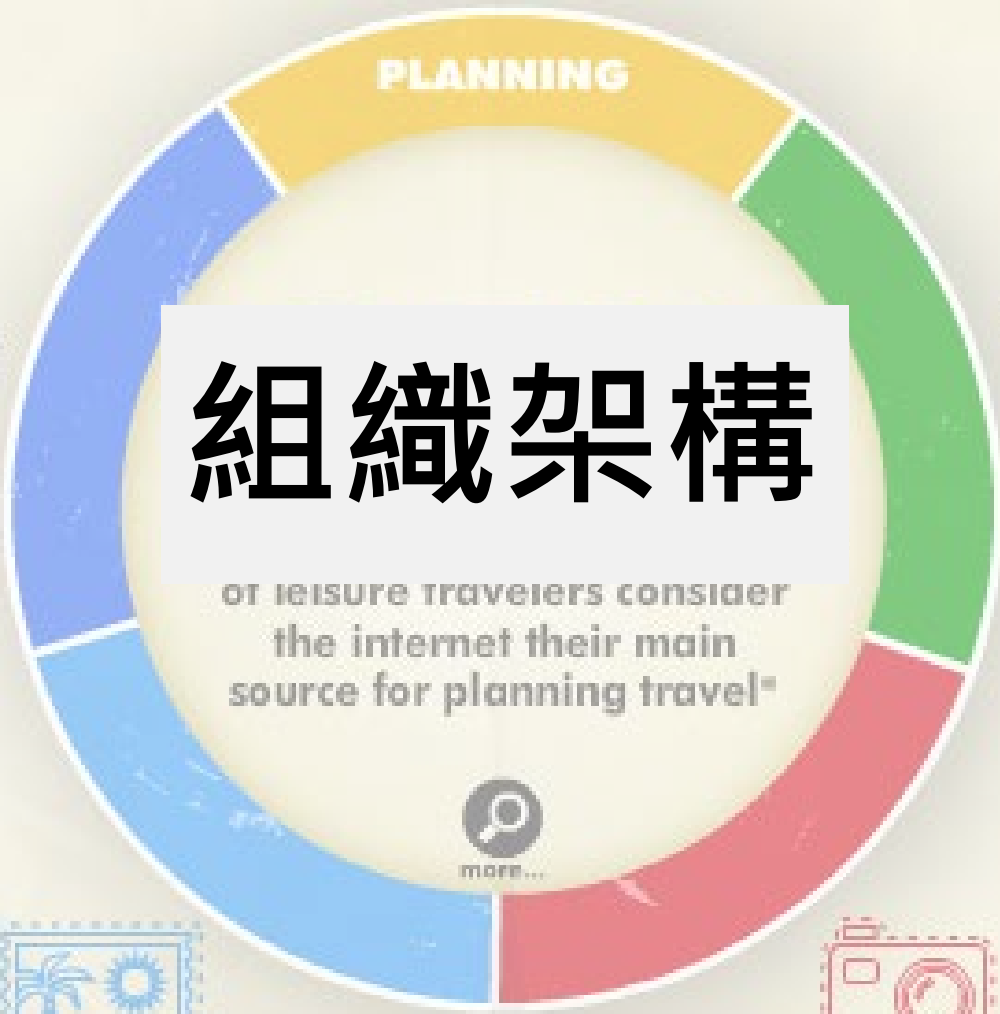 PLANNING
組織架構
of leisure travelers consider
the internet their main
source for planning travel*
more...